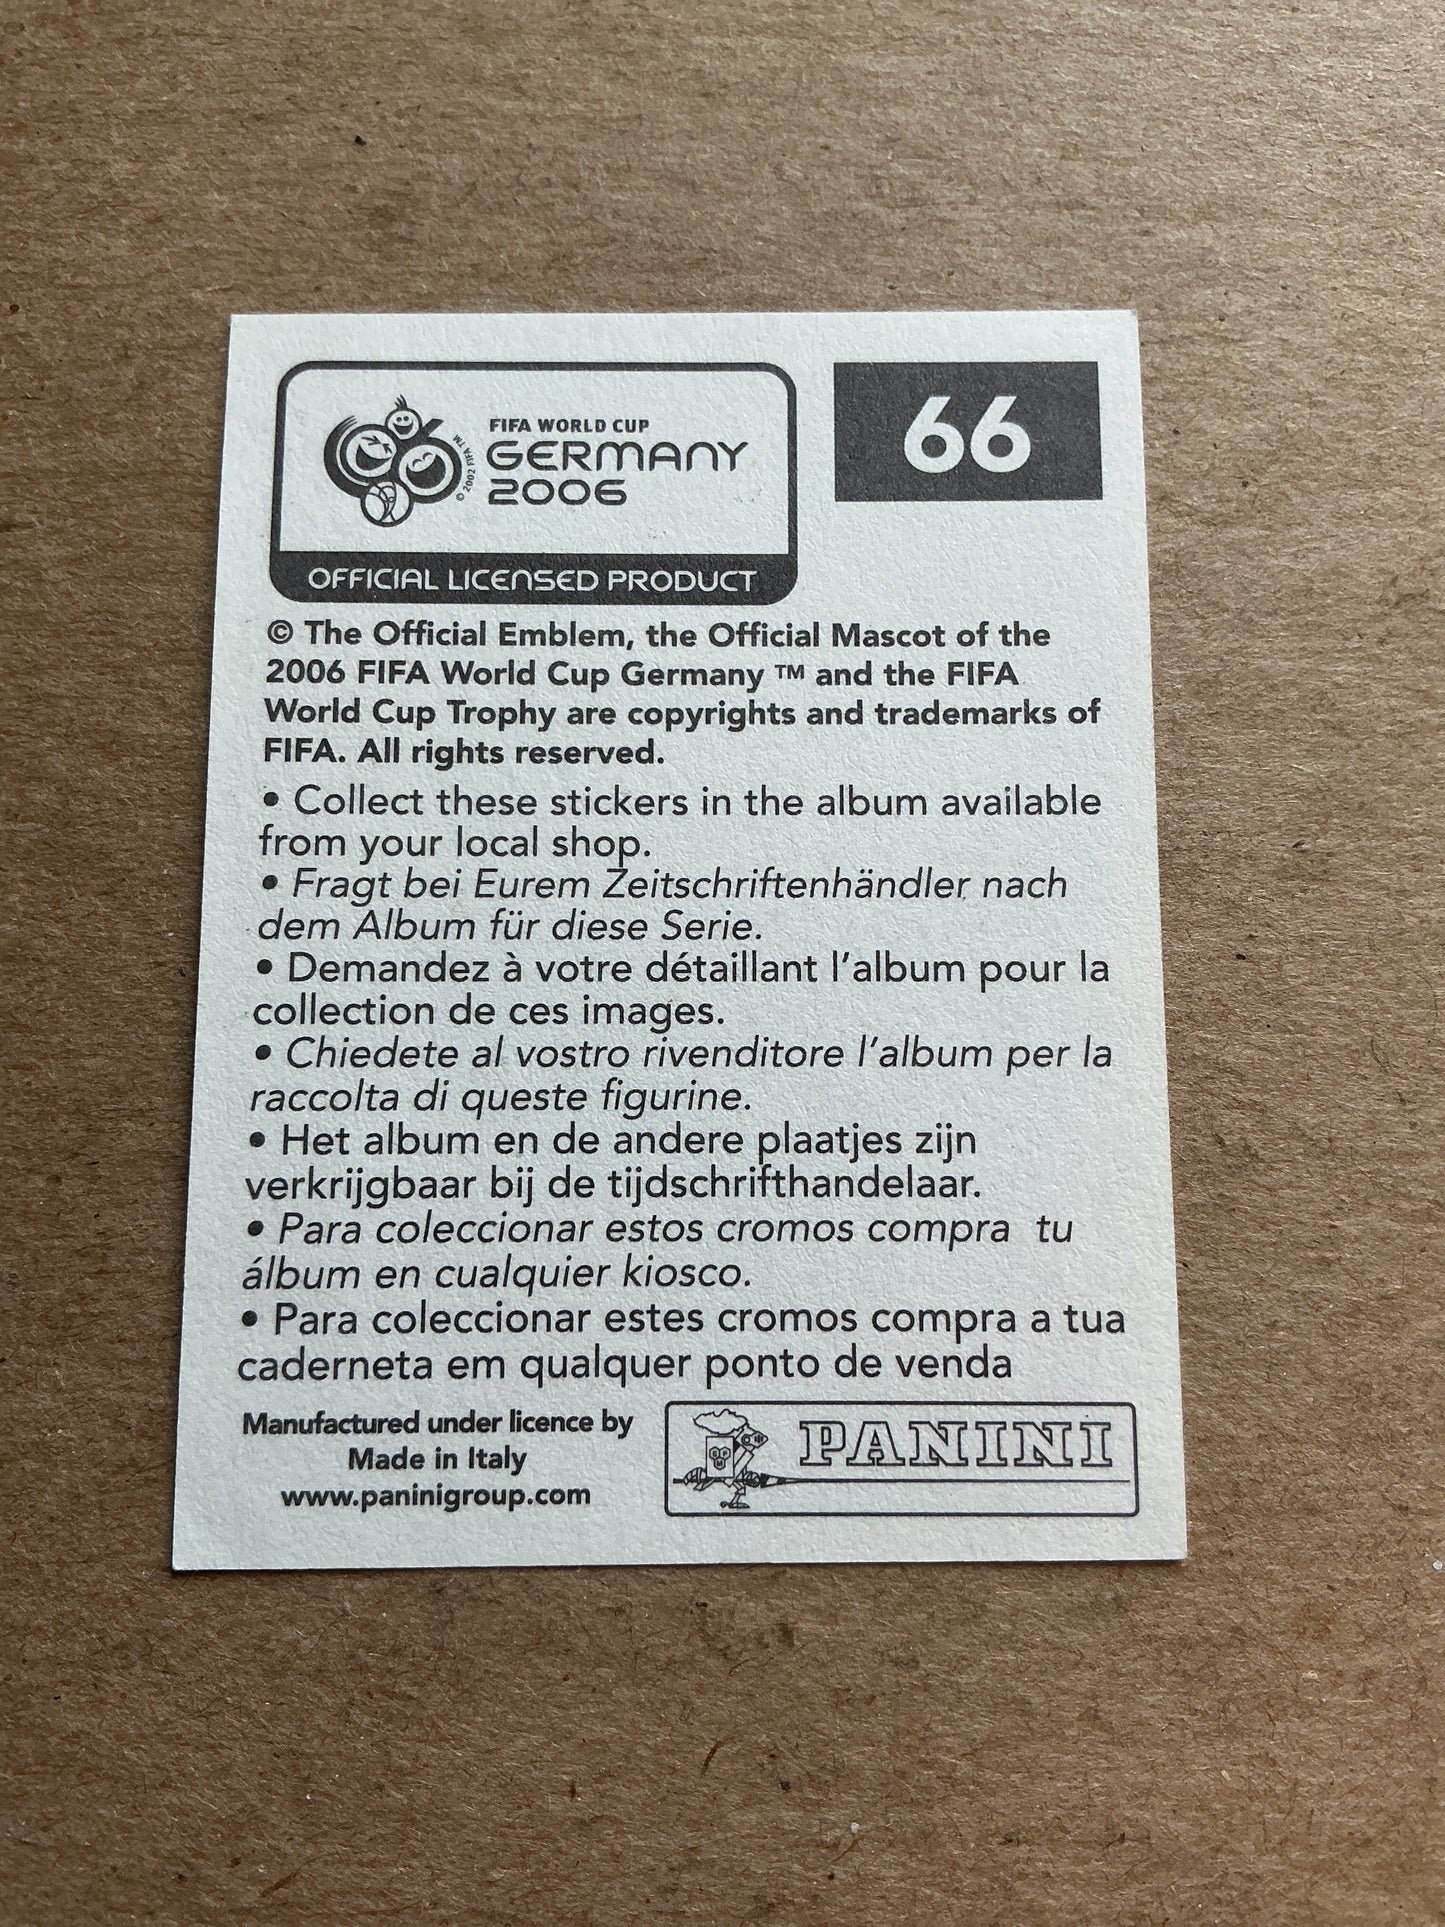 FIFA WORLD CUP
GERMANY
2006
© 2002 FIFA TM
OFFICIAL LICENSED PRODUCT
66
© The Official Emblem, the Official Mascot of the
2006 FIFA World Cup Germany ™ and the FIFA
World Cup Trophy are copyrights and trademarks of
FIFA. All rights reserved.
• Collect these stickers in the album available
from your local shop.
• Fragt bei Eurem Zeitschriftenhändler nach
dem Album für diese Serie.
• Demandez à votre détaillant l'album pour la
collection de ces images.
• Chiedete al vostro rivenditore l'album per la
raccolta di queste figurine.
• Het album en de andere plaatjes zijn
verkrijgbaar bij de tijdschrifthandelaar.
• Para coleccionar estos cromos compra  tu
álbum en cualquier kiosco.
• Para coleccionar estes cromos compra a tua
caderneta em qualquer ponto de venda
Manufactured under licence by
Made in Italy
www.paninigroup.com
PANINI